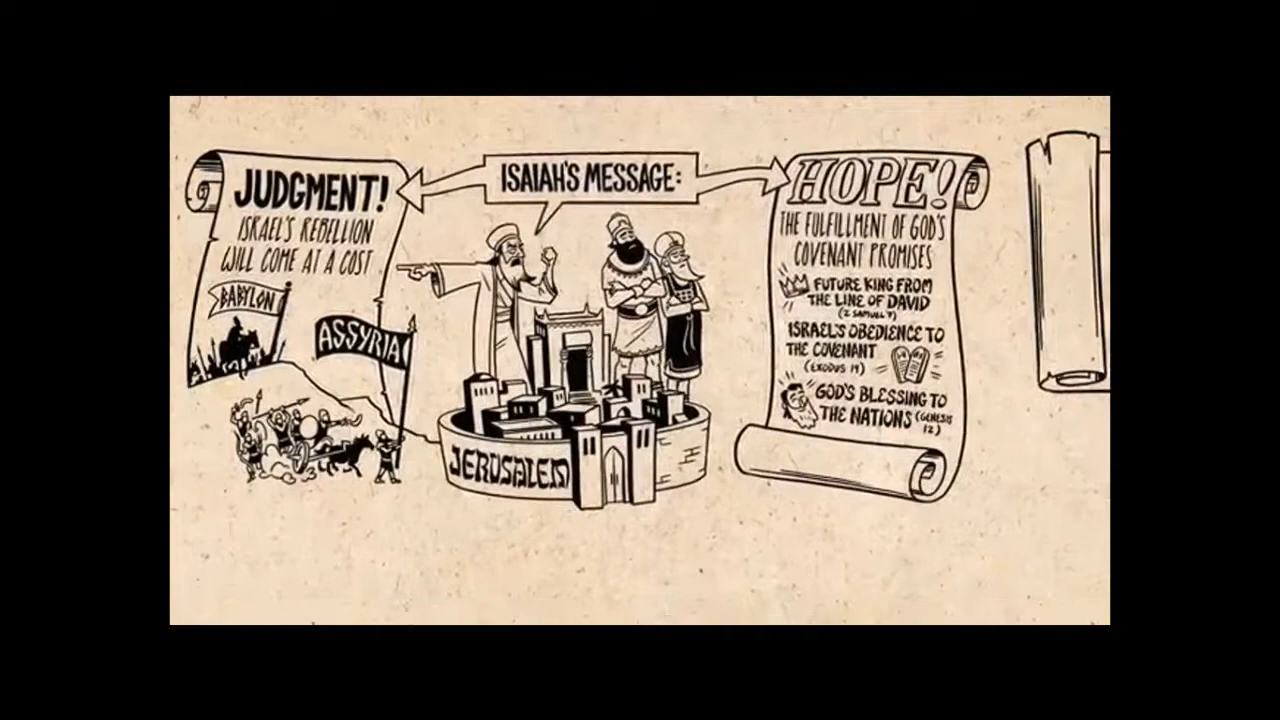 JUDGMENT!
ISRAEL'S REBELLION
WILL COME AT A COST
BABYLON
ASSYRIA
ISAIAH'S MESSAGE:
JERUSALEM
HOPE!
THE FULFILLMENT OF GOD'S
COVENANT PROMISES
FUTURE KING FROM
THE LINE OF DAVID
(2 SAMUEL 7)
ISRAEL'S OBEDIENCE TO
THE COVENANT
(EXODUS 19)
GOD'S BLESSING TO
THE NATIONS (GENESIS
12)